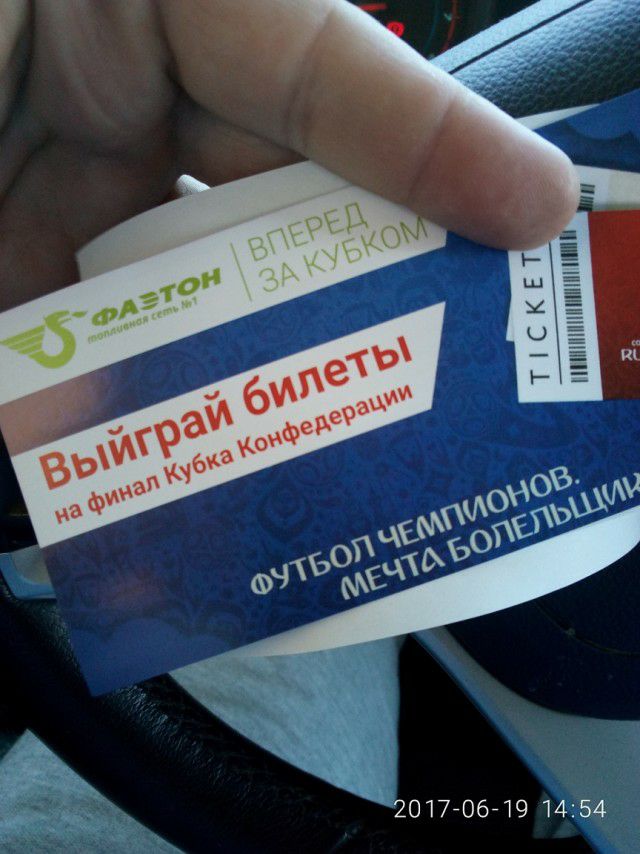 ФАЭТОН
топливная сеть №1
ВПЕРЕД
ЗА КУБКОМ
Выиграй билеты
на финал Кубка Конфедерации
ФУТБОЛ ЧЕМПИОНОВ.
МЕЧТА
TICKET
2017-06-19 14:54